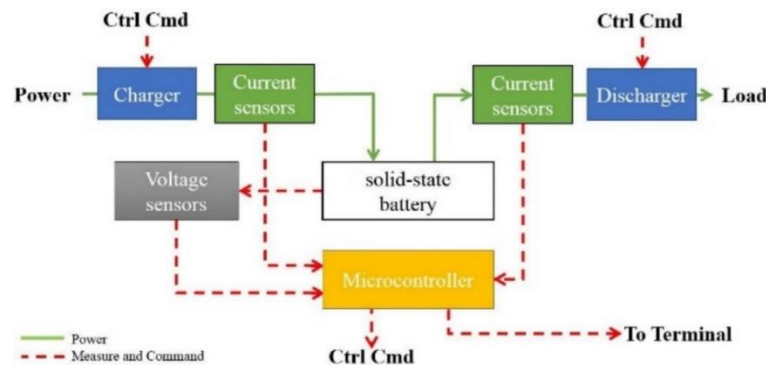 Ctrl Cmd
Ctrl Cmd
Power
Charger
Current
sensors
Current
sensors
Discharger
Load
Voltage
sensors
solid-state
battery
Microcontroller
Power
Measure and Command
Ctrl Cmd
To Terminal